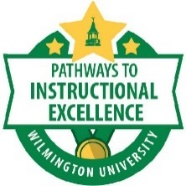 PATHWAYS TO
INSTRUCTIONAL
EXCELLENCE
WILMINGTON UNIVERSITY